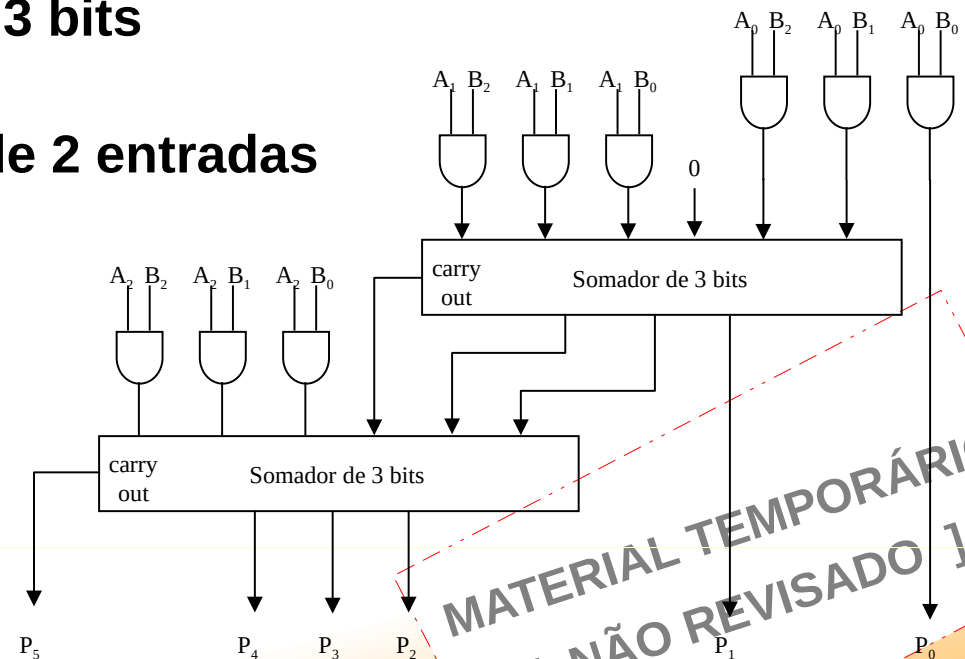 3 bits
de 2 entradas
A₀ B₂ A₀ B₁ A₀ B₀
A₁ B₂ A₁ B₁ A₁ B₀
0
carry out
Somador de 3 bits
A₂ B₂ A₂ B₁ A₂ B₀
carry out
Somador de 3 bits
MATERIAL TEMPORÁRIO
NÃO REVISADO ]
P₅ P₄ P₃ P₂ P₁ P₀